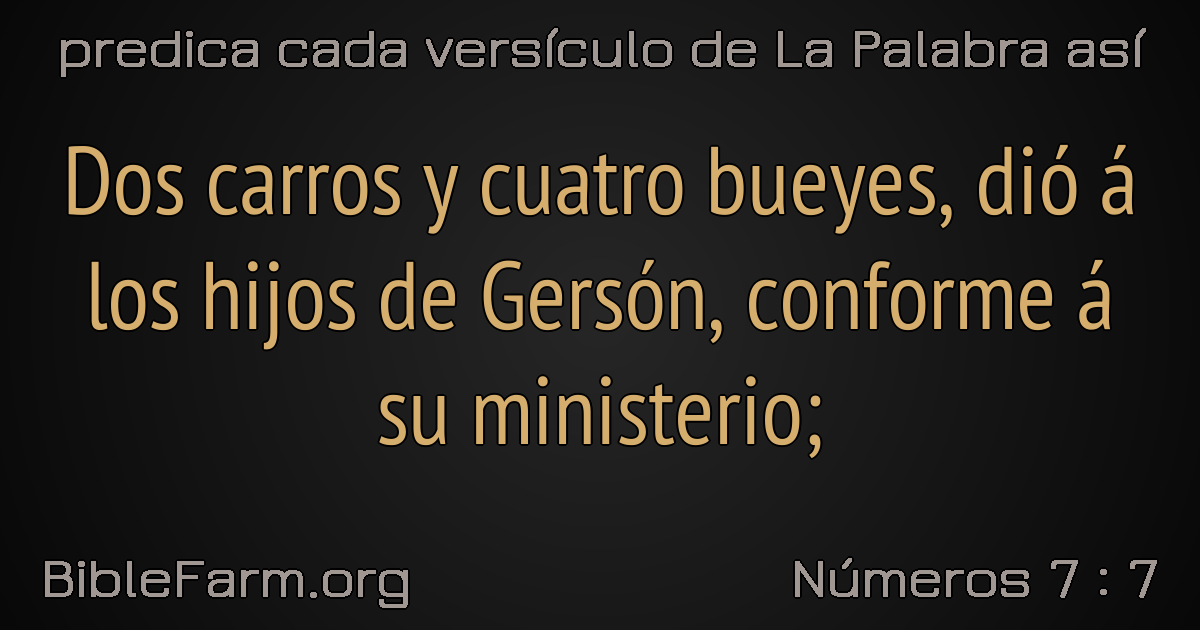 predica cada versículo de La Palabra así
Dos carros y cuatro bueyes, dió á
los hijos de Gersón, conforme á
su ministerio;
BibleFarm.org
Números 7 : 7